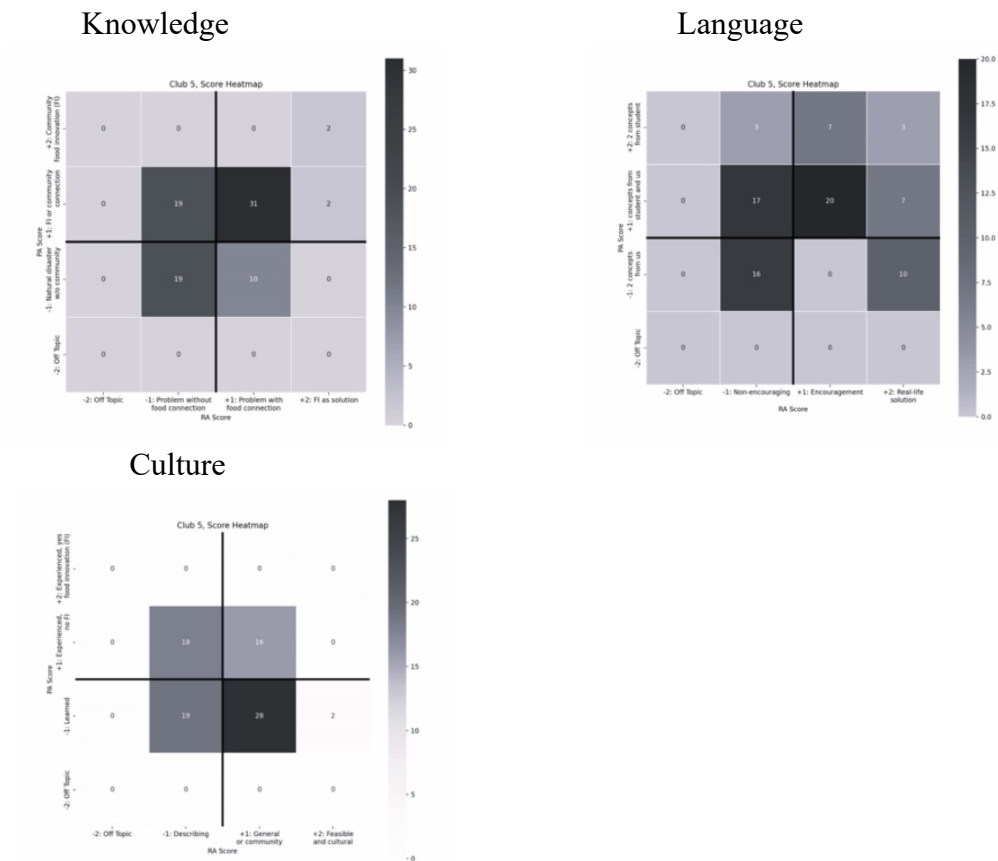 Knowledge
Club 5, Score Heatmap
+2: Community
food innovation (FI)
+1: FI or community
connection
-1: Natural disaster
w/o community
-2: Off Topic
PA Score
0 0 0 2
0 19 31 2
0 19 10 0
0 0 0 0
-2: Off Topic
-1: Problem without
food connection
+1: Problem with
food connection
+2: FI as solution
RA Score
30
25
20
15
10
5
0
Language
Club 5, Score Heatmap
+2: 2 concepts
from student
+1: concepts from
student and us
-1: 2 concepts
from us
-2: Off Topic
PA Score
0 3 7 3
0 17 20 7
0 16 0 10
0 0 0 0
-2: Off Topic
-1: Non-encouraging
+1: Encouragement
+2: Real-life
solution
RA Score
20.0
17.5
15.0
12.5
10.0
7.5
5.0
2.5
0.0
Culture
Club 5, Score Heatmap
+2: Experienced, yes
food innovation (FI)
+1: Experienced,
no FI
-1: Learned
-2: Off Topic
PA Score
0 0 0 0
0 18 16 0
0 19 28 2
0 0 0 0
-2: Off Topic
-1: Describing
+1: General
or community
+2: Feasible
and cultural
RA Score
25
20
15
10
5
0